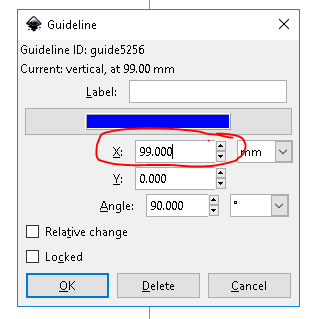 Guideline
Guideline ID: guide5256
Current: vertical, at 99.00 mm
Label:
X: 99.000 mm
Y: 0.000
Angle: 90.000 °
Relative change
Locked
OK Delete Cancel